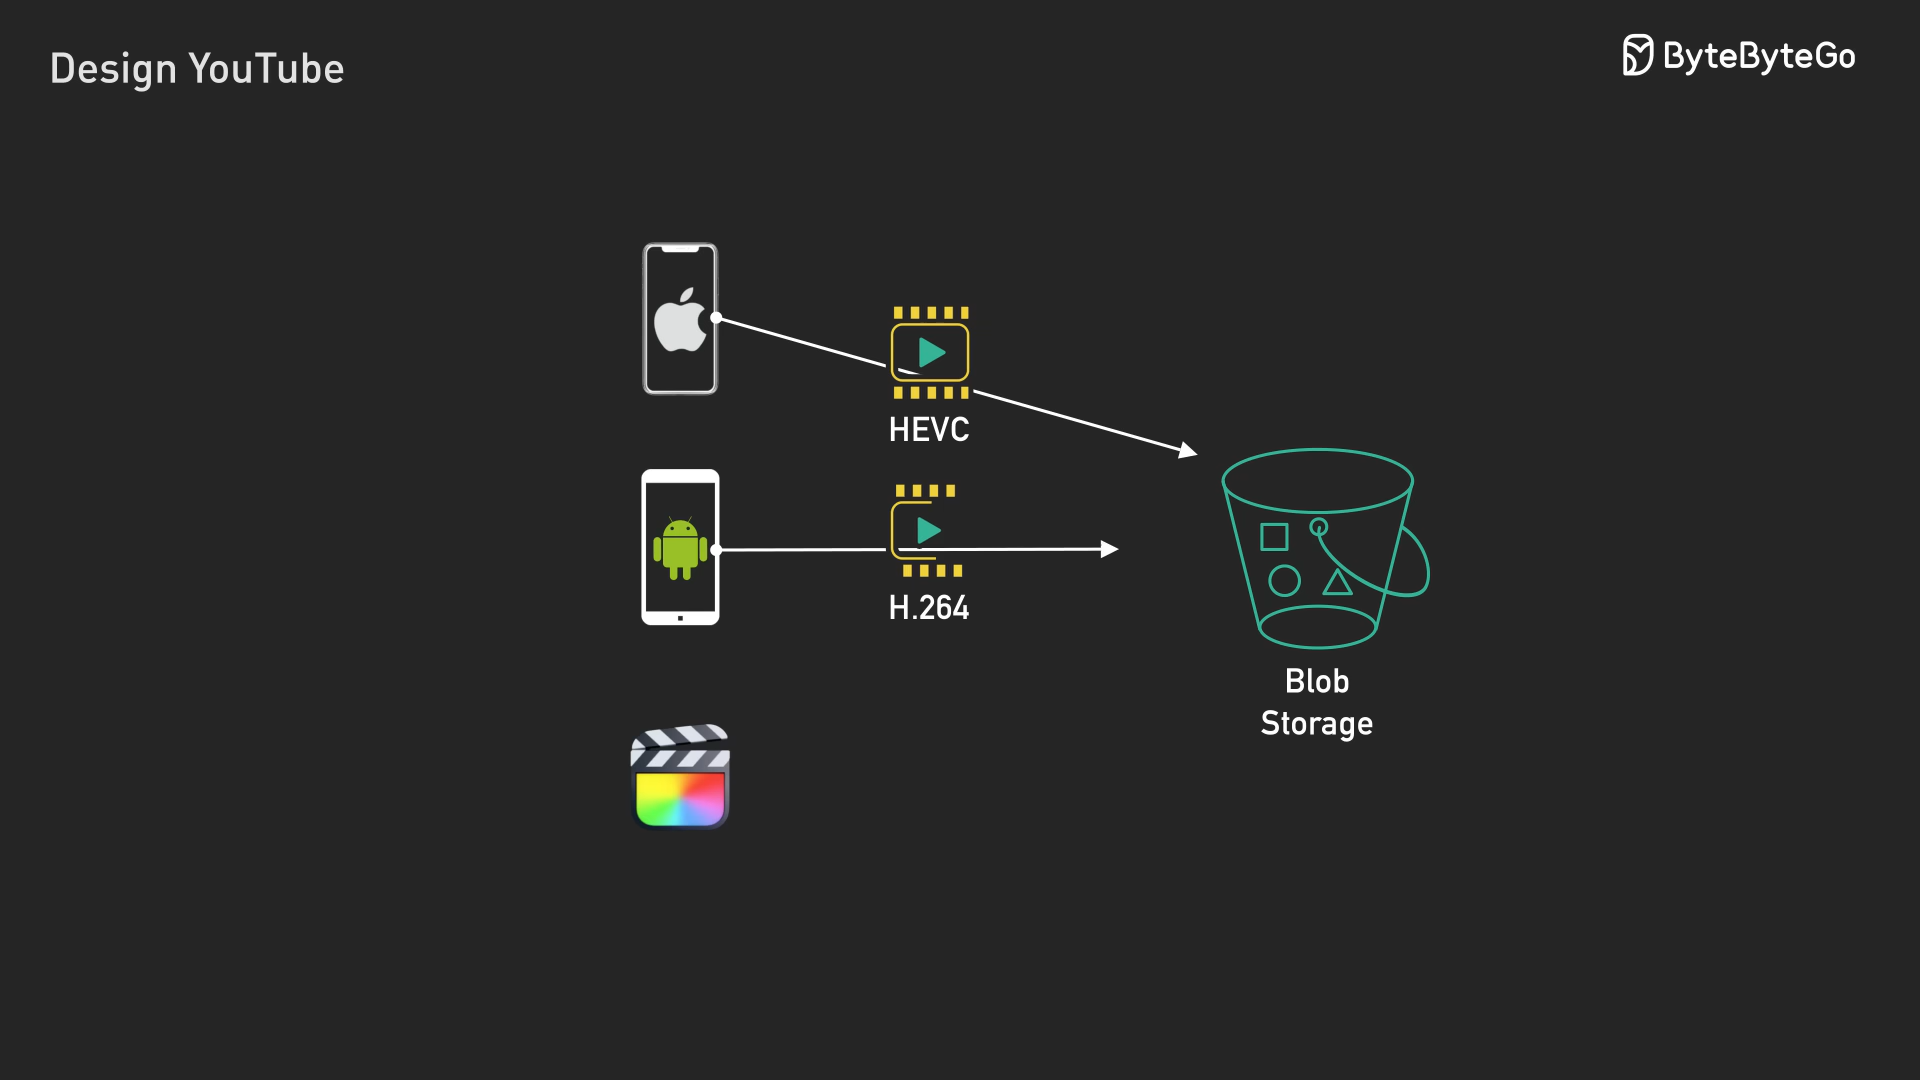 Design YouTube
ByteByteGo
HEVC
H.264
Blob
Storage